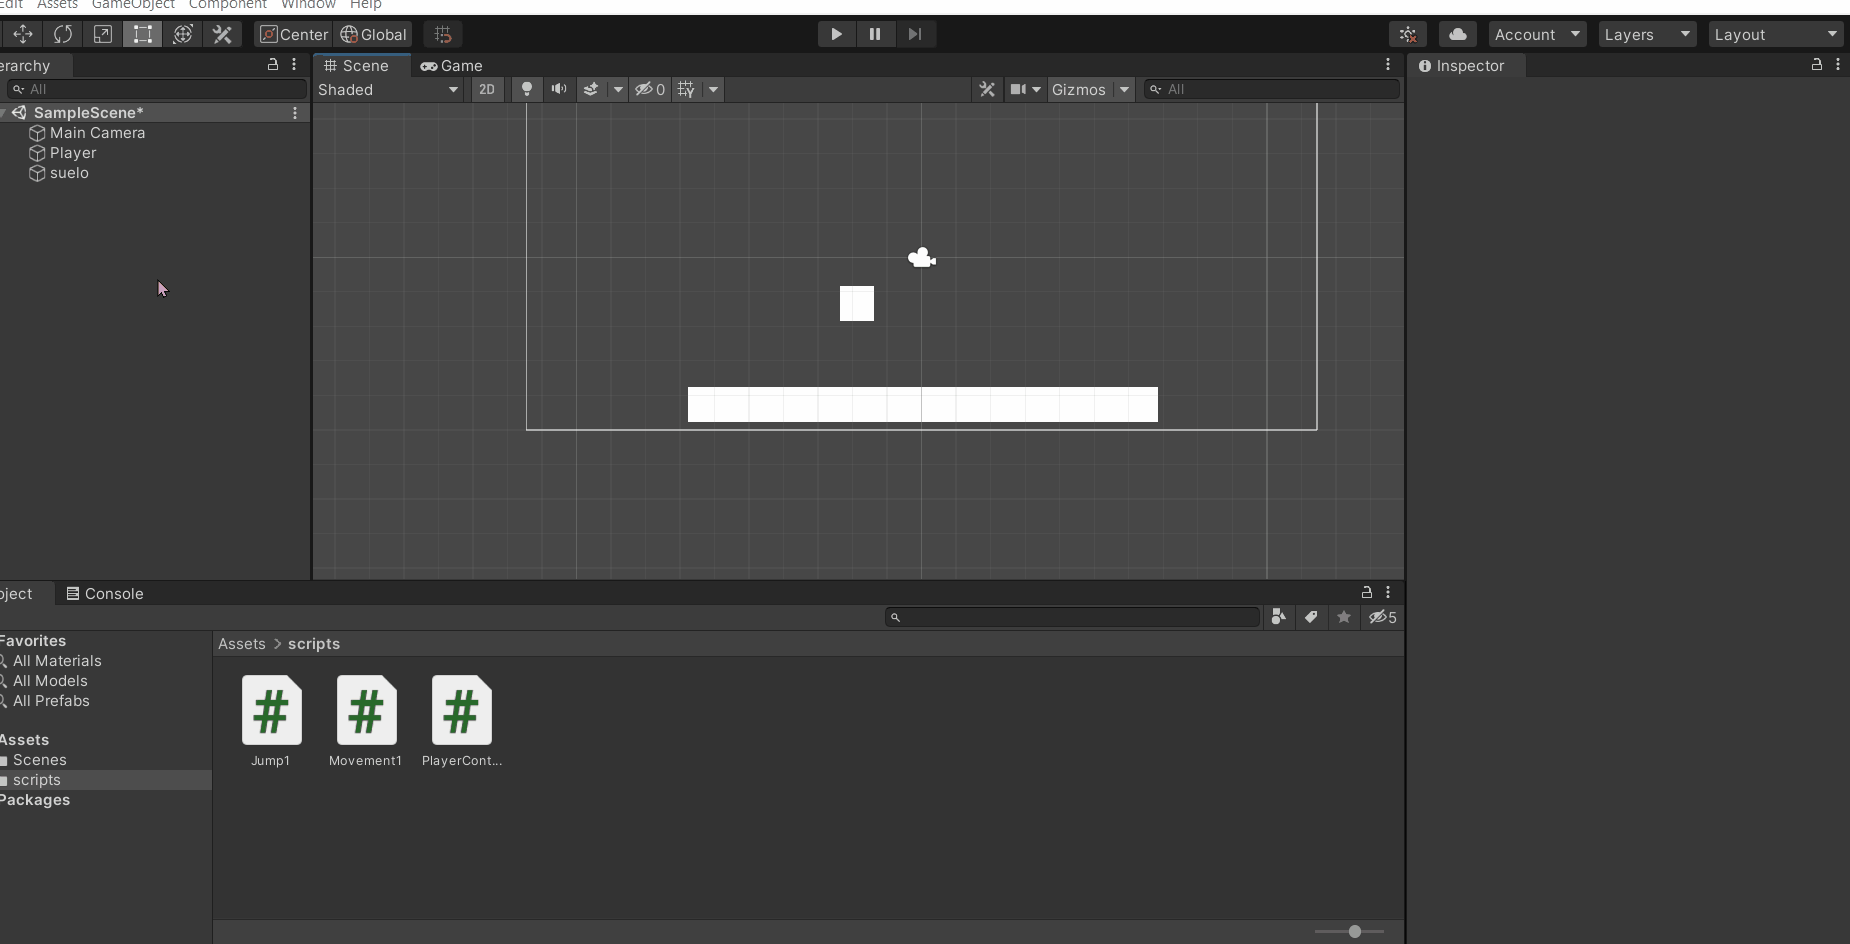 Edit Assets GameObject Component Window Help
Center Global
Account Layers Layout
erarchy
All
SampleScene*
Main Camera
Player
suelo
Scene Game
Shaded 2D 0 Gizmos All
Inspector
oject Console
5
Favorites
All Materials
All Models
All Prefabs
Assets
Scenes
scripts
Packages
Assets > scripts
Jump1 Movement1 PlayerCont...